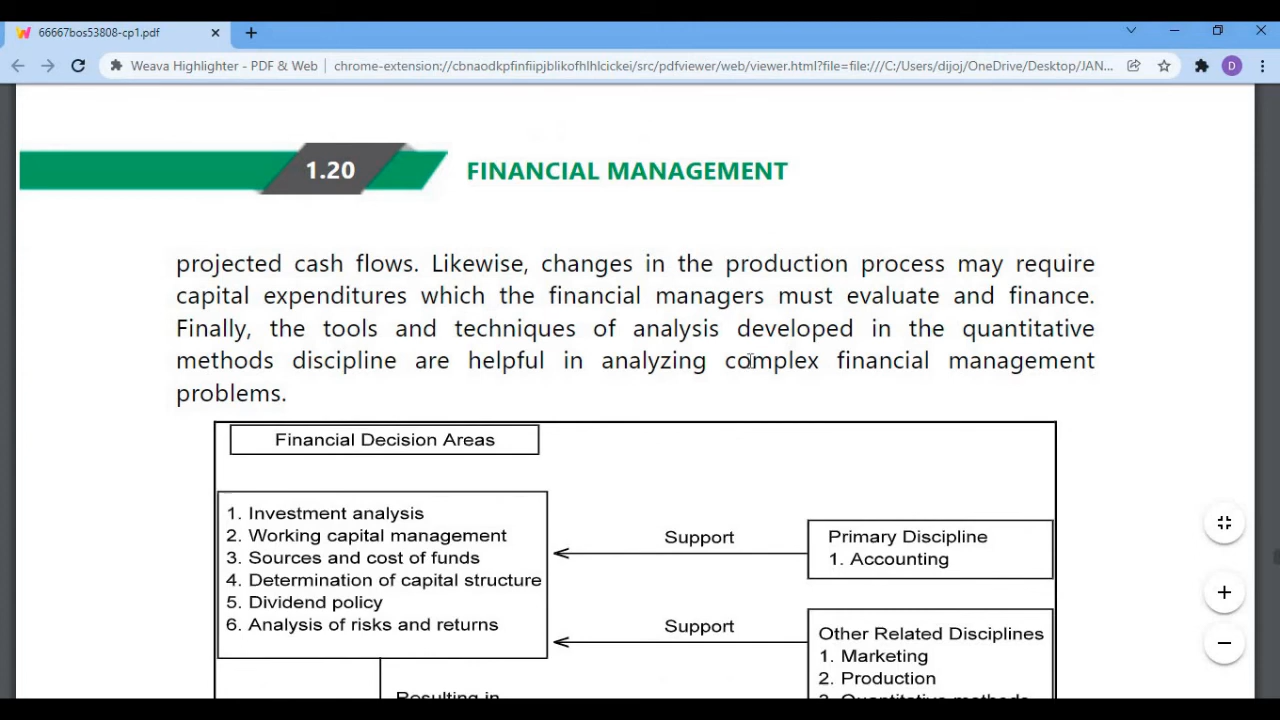 66667bos53808-cp1.pdf
Weava Highlighter - PDF & Web
chrome-extension://cbnaodkpfinfiipjblikofhlhlcickei/src/pdfviewer/web/viewer.html?file=file:///C:/Users/dijoj/OneDrive/Desktop/JAN...
D
1.20
FINANCIAL MANAGEMENT
projected cash flows. Likewise, changes in the production process may require
capital expenditures which the financial managers must evaluate and finance.
Finally, the tools and techniques of analysis developed in the quantitative
methods discipline are helpful in analyzing complex financial management
problems.
Financial Decision Areas
1. Investment analysis
2. Working capital management
3. Sources and cost of funds
4. Determination of capital structure
5. Dividend policy
6. Analysis of risks and returns
Support
Primary Discipline
1. Accounting
Support
Other Related Disciplines
1. Marketing
2. Production
3. Quantitative methods
Resulting in